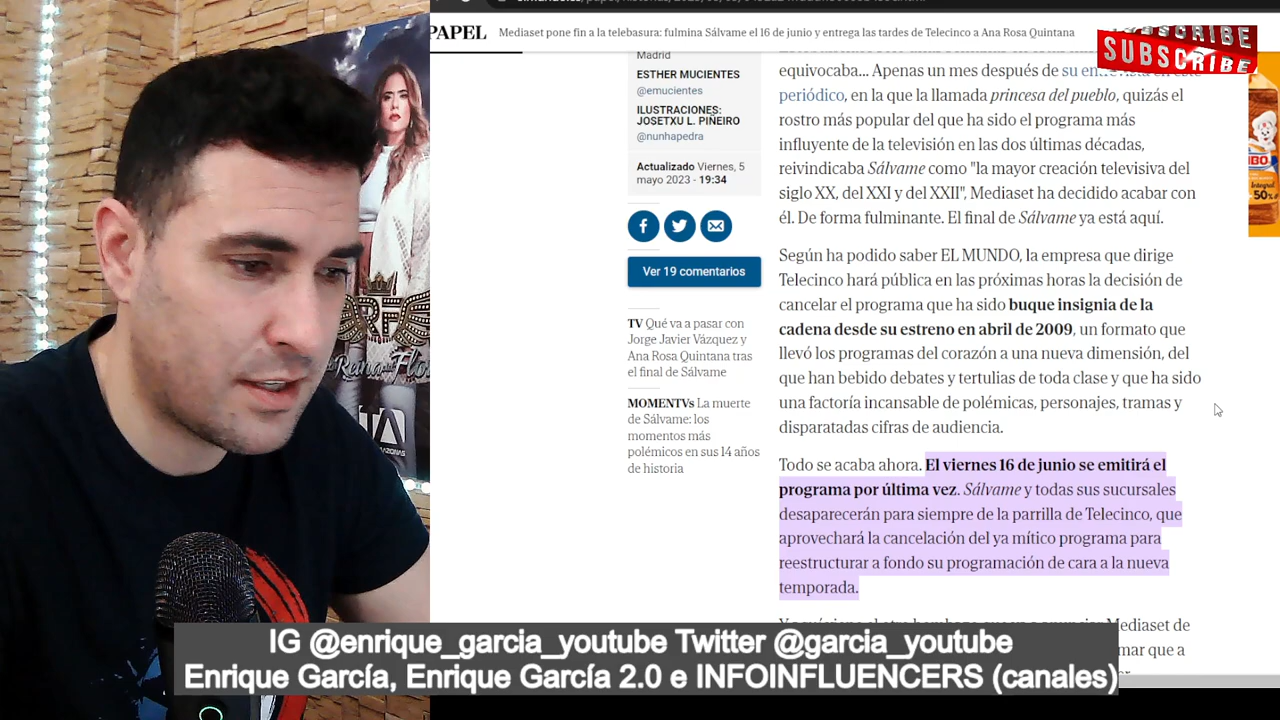 PAPEL
Mediaset pone fin a la telebasura: fulmina Sálvame el 16 de junio y entrega las tardes de Telecinco a Ana Rosa Quintana
SUBSCRIBE
SUBSCRIBE
Madrid
ESTHER MUCIENTES
@emucientes
ILUSTRACIONES:
JOSETXU L. PIÑEIRO
@nunhapedra
Actualizado Viernes, 5
mayo 2023 - 19:34
Ver 19 comentarios
TV Qué va a pasar con
Jorge Javier Vázquez y
Ana Rosa Quintana tras
el final de Sálvame
MOMENTVs La muerte
de Sálvame: los
momentos más
polémicos en sus 14 años
de historia
equivocaba... Apenas un mes después de su entrevista en este
periódico, en la que la llamada princesa del pueblo, quizás el
rostro más popular del que ha sido el programa más
influyente de la televisión en las dos últimas décadas,
reivindicaba Sálvame como "la mayor creación televisiva del
siglo XX, del XXI y del XXII", Mediaset ha decidido acabar con
él. De forma fulminante. El final de Sálvame ya está aquí.
Según ha podido saber EL MUNDO, la empresa que dirige
Telecinco hará pública en las próximas horas la decisión de
cancelar el programa que ha sido buque insignia de la
cadena desde su estreno en abril de 2009, un formato que
llevó los programas del corazón a una nueva dimensión, del
que han bebido debates y tertulias de toda clase y que ha sido
una factoría incansable de polémicas, personajes, tramas y
disparatadas cifras de audiencia.
Todo se acaba ahora. El viernes 16 de junio se emitirá el
programa por última vez. Sálvame y todas sus sucursales
desaparecerán para siempre de la parrilla de Telecinco, que
aprovechará la cancelación del ya mítico programa para
reestructurar a fondo su programación de cara a la nueva
temporada.
Mediaset de
mar que a
Integral
50%
IG @enrique_garcia_youtube Twitter @garcia_youtube
Enrique García, Enrique García 2.0 e INFOINFLUENCERS (canales)